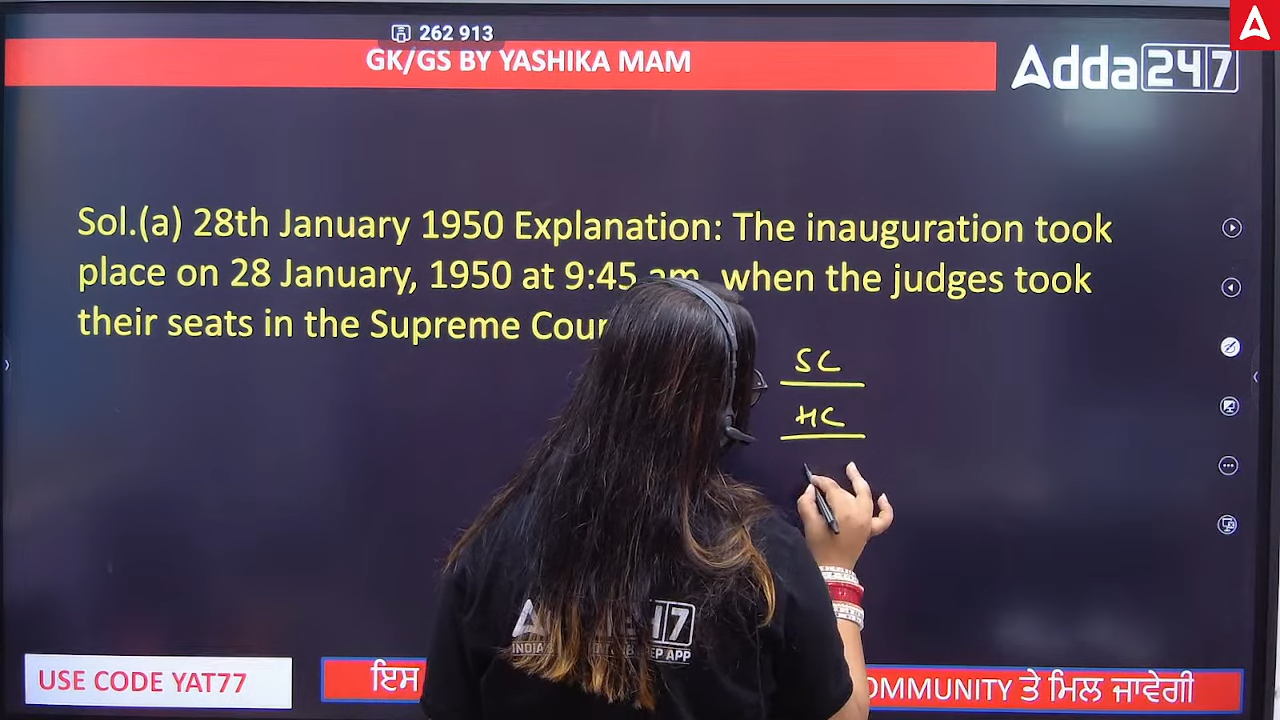 262 913
GK/GS BY YASHIKA MAM
Adda247
Sol.(a) 28th January 1950 Explanation: The inauguration took
place on 28 January, 1950 at 9:45 am, when the judges took
their seats in the Supreme
SC
HC
USE CODE YAT77
ਇਸ
COMMUNITY ਤੇ ਮਿਲ ਜਾਵੇਗੀ